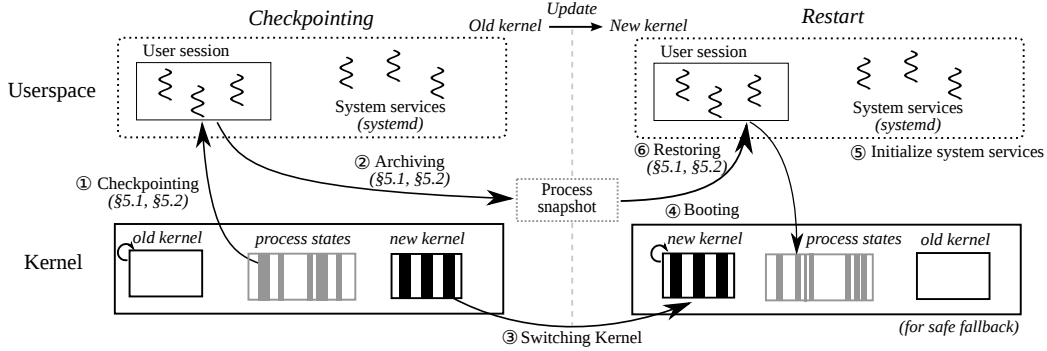 Checkpointing
Update
Old kernel
New kernel
Restart
Userspace
User session
System services
(systemd)
User session
System services
(systemd)
① Checkpointing
(§5.1, §5.2)
② Archiving
(§5.1, §5.2)
Process
snapshot
⑥ Restoring
(§5.1, §5.2)
⑤ Initialize system services
④ Booting
Kernel
old kernel
process states
new kernel
new kernel
process states
old kernel
③ Switching Kernel
(for safe fallback)